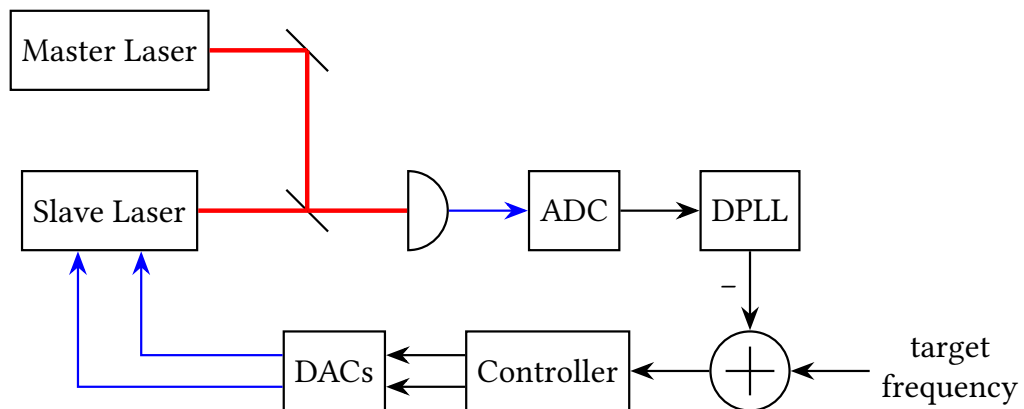 Master Laser
Slave Laser
ADC
DPLL
–
DACs
Controller
target
frequency